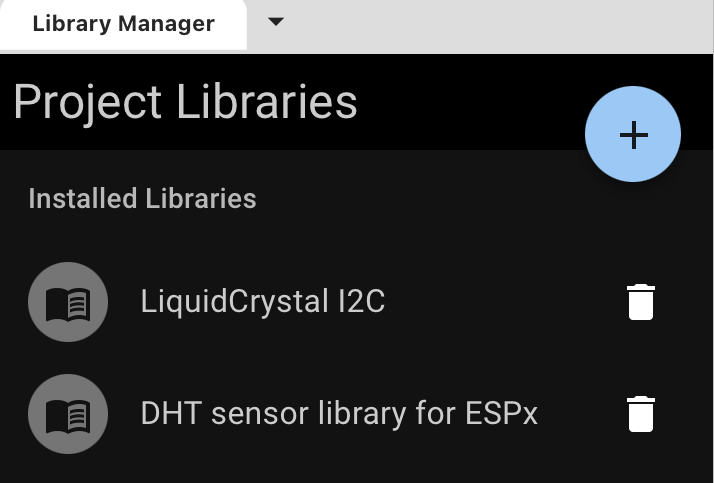 Library Manager
Project Libraries
Installed Libraries
LiquidCrystal I2C
DHT sensor library for ESPx